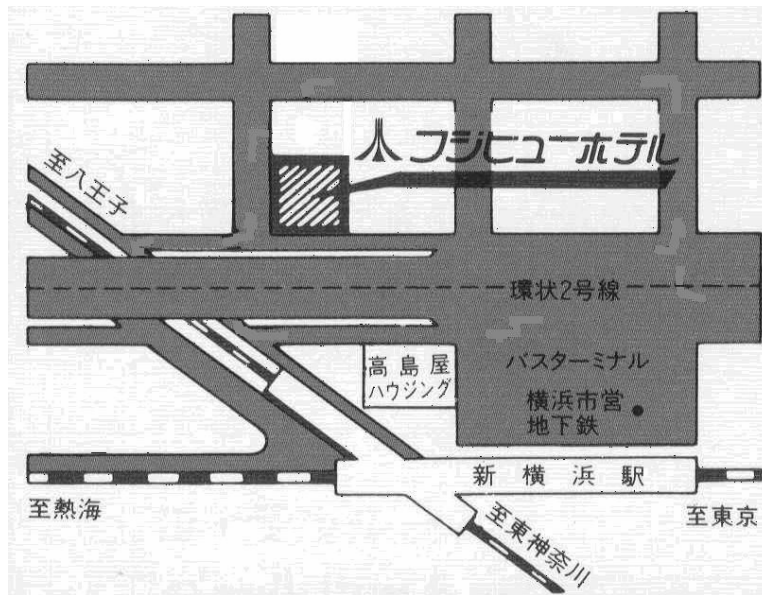 フジビューホテル
至八王子
環状2号線
高島屋
ハウジング
バスターミナル
横浜市営
地下鉄
新横浜駅
至熱海
至東京
至東神奈川